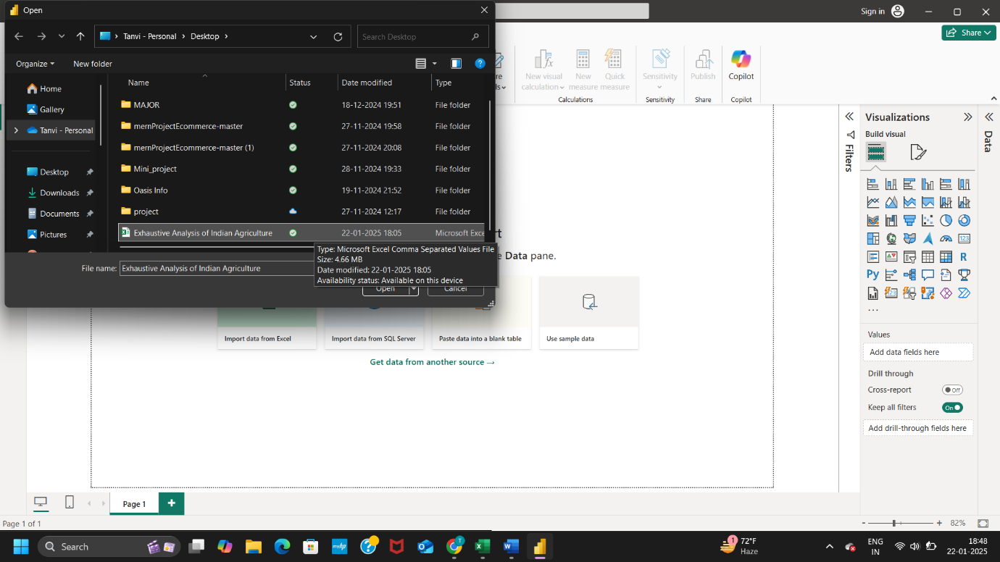 Open
Sign in
Tanvi - Personal
Desktop
Search Desktop
Share
Organize
New folder
Name
Status
Date modified
Type
Home
Gallery
Tanvi - Personal
Desktop
Downloads
Documents
Pictures
MAJOR 18-12-2024 19:51 File folder
mernProjectEcommerce-master 27-11-2024 19:58 File folder
mernProjectEcommerce-master (1) 27-11-2024 20:08 File folder
Mini_project 28-11-2024 19:33 File folder
Oasis Info 19-11-2024 21:52 File folder
project 27-11-2024 12:17 File folder
Exhaustive Analysis of Indian Agriculture 22-01-2025 18:05 Microsoft Exce
Type: Microsoft Excel Comma Separated Values File
Size: 4.66 MB
Date modified: 22-01-2025 18:05
Availability status: Available on this device
File name: Exhaustive Analysis of Indian Agriculture
Open
Cancel
New visual
calculation
New
measure
Quick
measure
Calculations
Sensitivity
Sensitivity
Publish
Share
Copilot
Copilot
Data pane.
Import data from Excel
Import data from SQL Server
Paste data into a blank table
Use sample data
Get data from another source →
Filters
Visualizations
Build visual
Data
123
R
Py
123
...
Values
Add data fields here
Drill through
Cross-report
Off
Keep all filters
On
Add drill-through fields here
Page 1
+
Page 1 of 1
- + 82%
Search
myhp
T
1
72°F
Haze
ENG
IN
18:48
22-01-2025